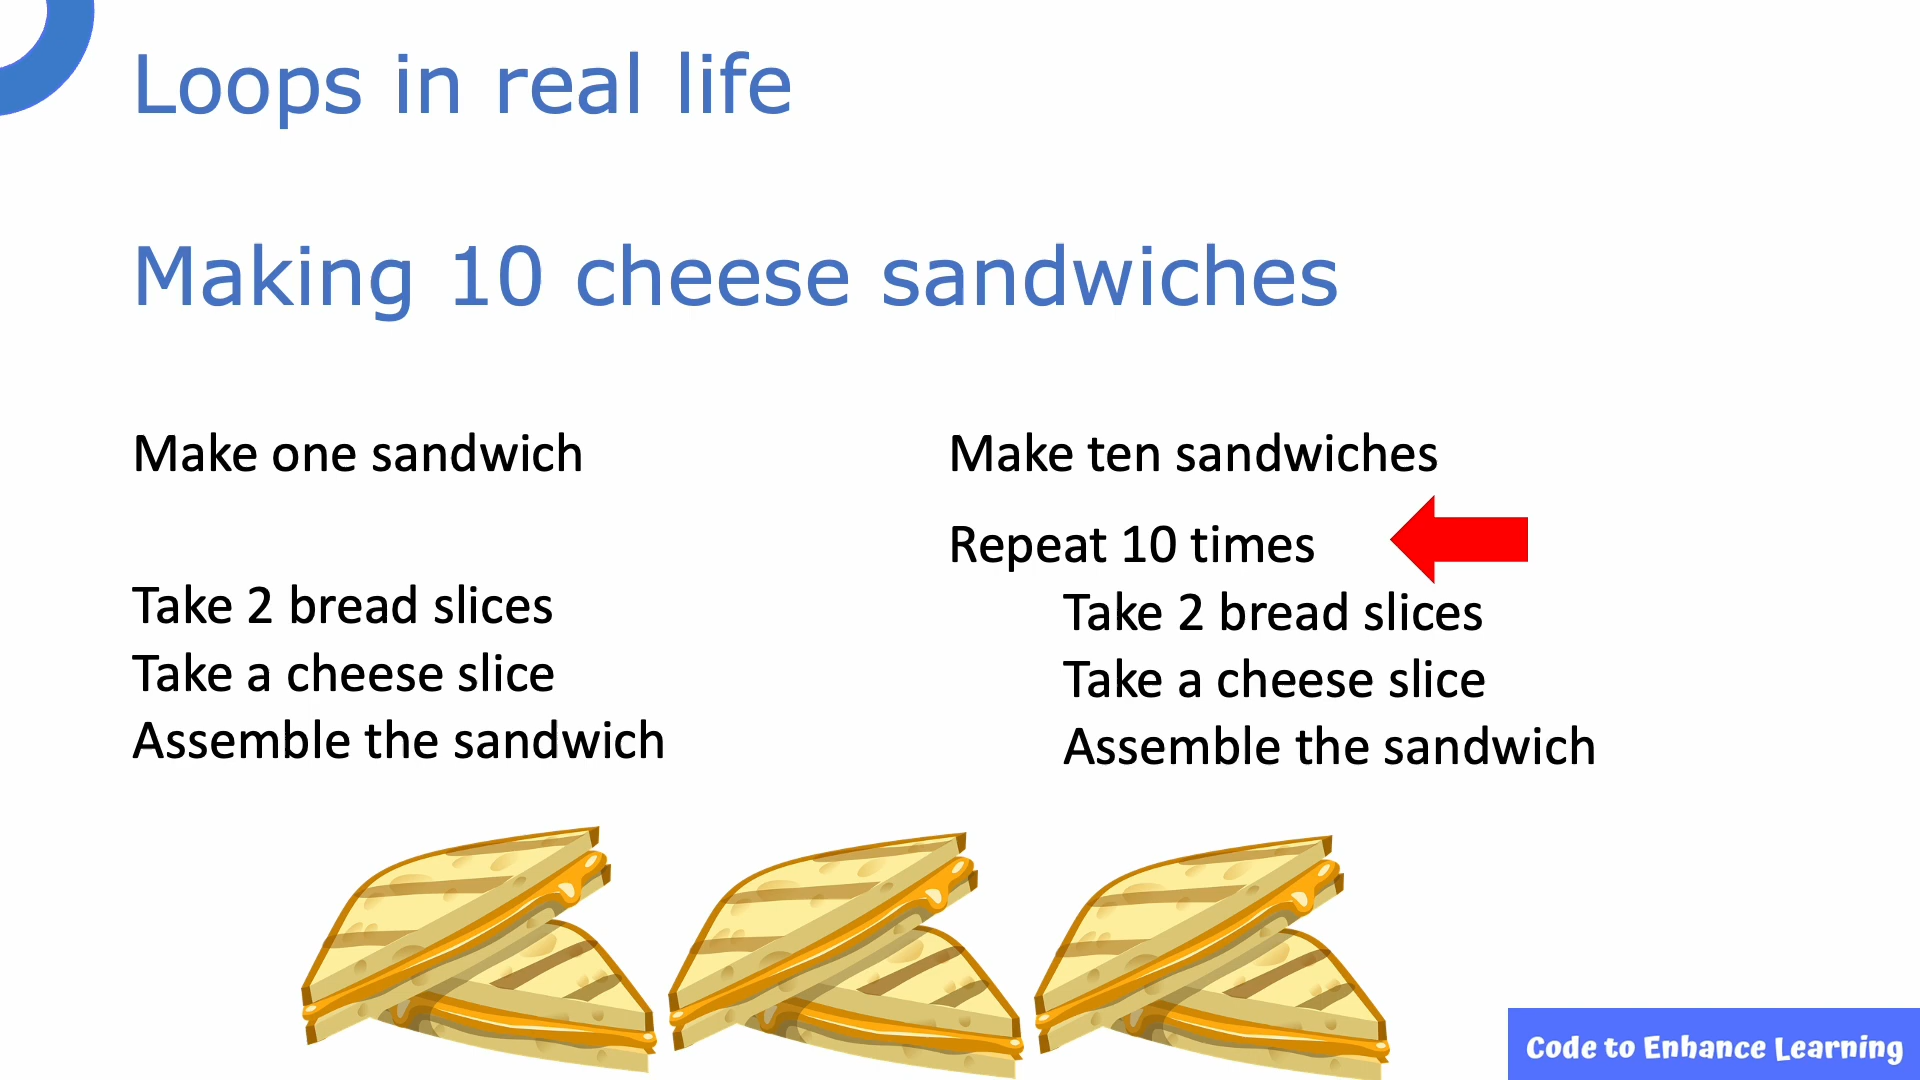 Loops in real life
Making 10 cheese sandwiches
Make one sandwich
Take 2 bread slices
Take a cheese slice
Assemble the sandwich
Make ten sandwiches
Repeat 10 times
Take 2 bread slices
Take a cheese slice
Assemble the sandwich
Code to Enhance Learning